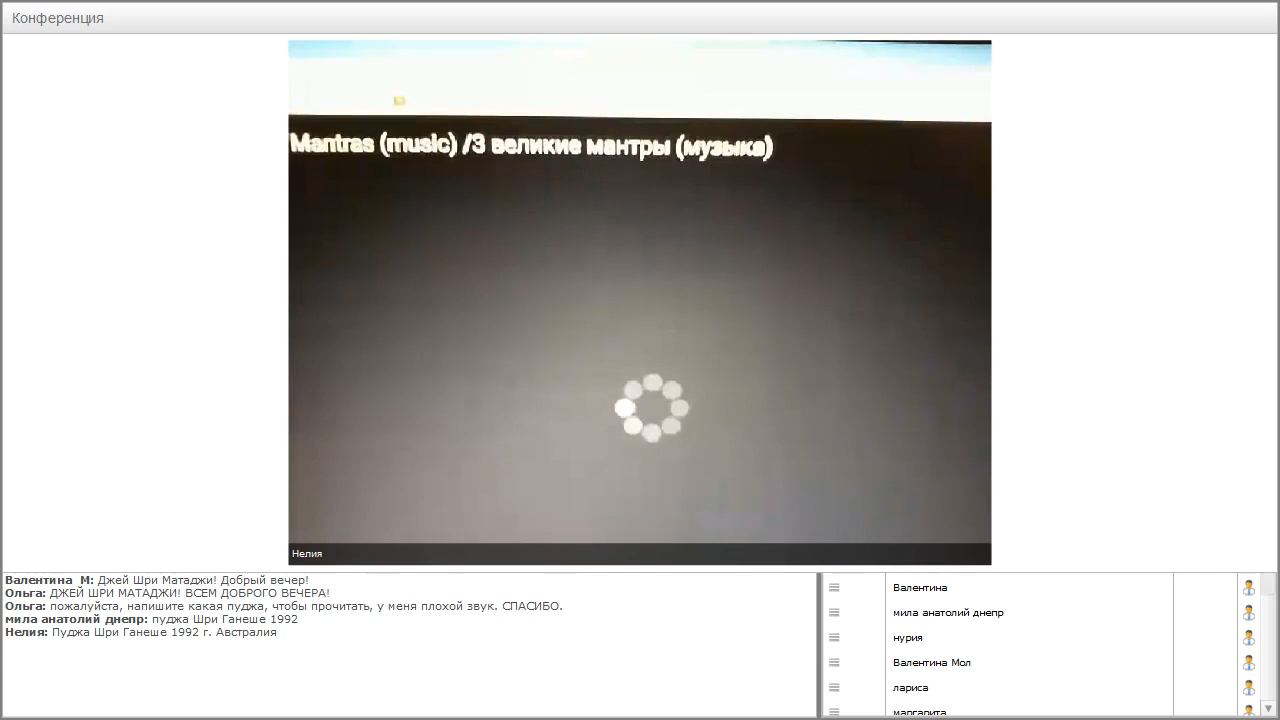 Конференция
Mantras (music) /3 великие мантры (музыка)
Нелия
Валентина М: Джей Шри Матаджи! Добрый вечер!
Ольга: ДЖЕЙ ШРИ МАТАДЖИ! ВСЕМ ДОБРОГО ВЕЧЕРА!
Ольга: пожалуйста, напишите какая пуджа, чтобы прочитать, у меня плохой звук. СПАСИБО.
мила анатолий днепр: пуджа Шри Ганеше 1992
Нелия: Пуджа Шри Ганеше 1992 г. Австралия
Валентина
мила анатолий днепр
нурия
Валентина Мол
лариса
маргарита